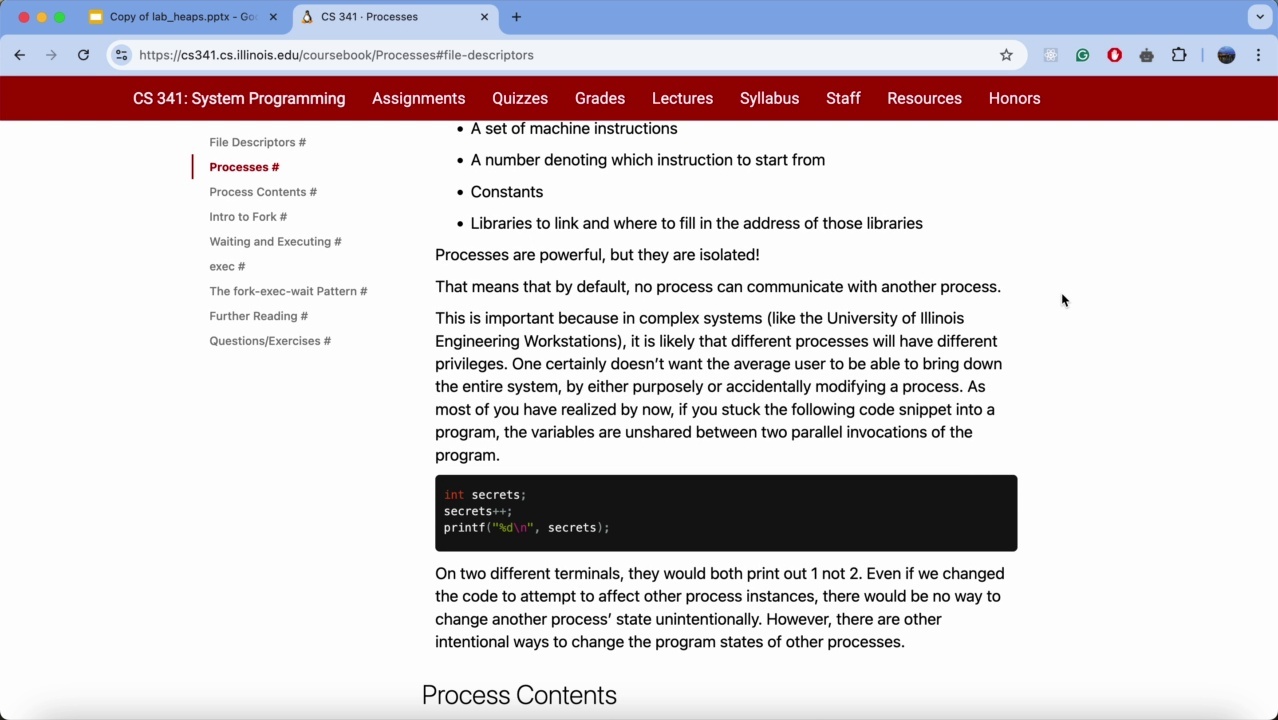 Copy of lab_heaps.pptx - Goo
CS 341 · Processes
https://cs341.cs.illinois.edu/coursebook/Processes#file-descriptors
CS 341: System Programming Assignments Quizzes Grades Lectures Syllabus Staff Resources Honors
File Descriptors #
Processes #
Process Contents #
Intro to Fork #
Waiting and Executing #
exec #
The fork-exec-wait Pattern #
Further Reading #
Questions/Exercises #
• A set of machine instructions
• A number denoting which instruction to start from
• Constants
• Libraries to link and where to fill in the address of those libraries
Processes are powerful, but they are isolated!
That means that by default, no process can communicate with another process.
This is important because in complex systems (like the University of Illinois
Engineering Workstations), it is likely that different processes will have different
privileges. One certainly doesn't want the average user to be able to bring down
the entire system, by either purposely or accidentally modifying a process. As
most of you have realized by now, if you stuck the following code snippet into a
program, the variables are unshared between two parallel invocations of the
program.
int secrets;
secrets++;
printf("%d\n", secrets);
On two different terminals, they would both print out 1 not 2. Even if we changed
the code to attempt to affect other process instances, there would be no way to
change another process' state unintentionally. However, there are other
intentional ways to change the program states of other processes.
Process Contents